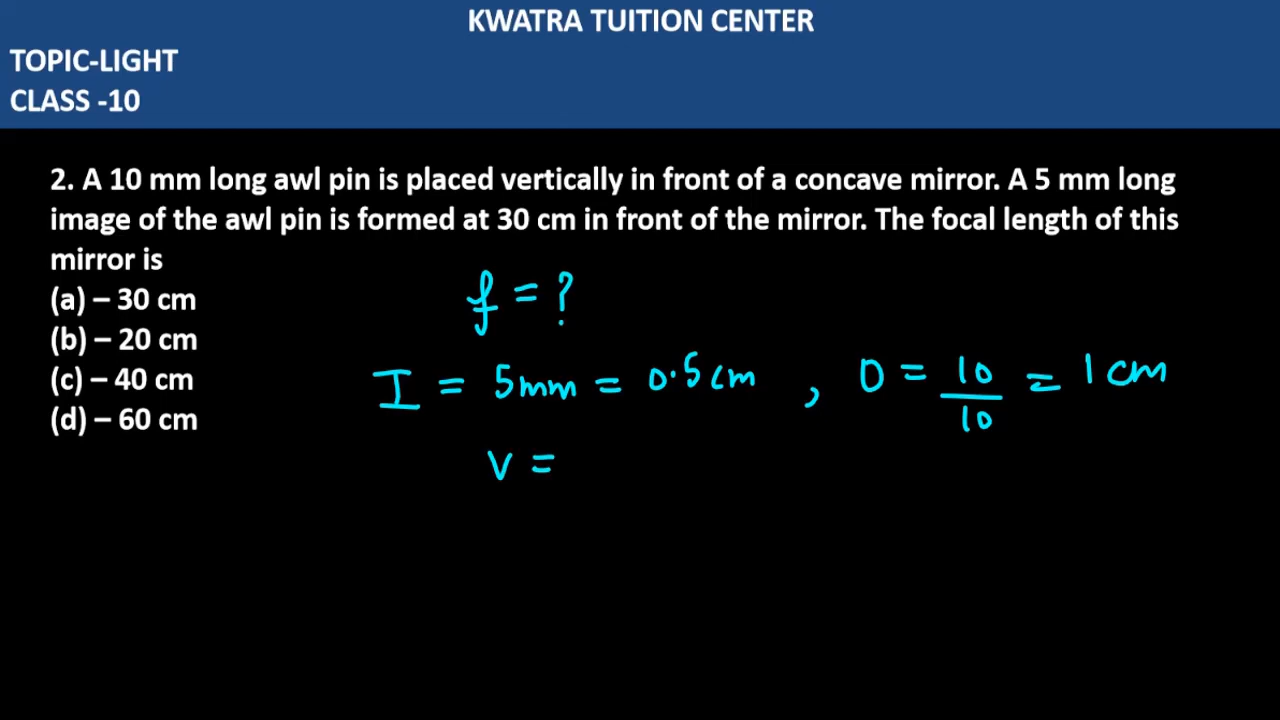 KWATRA TUITION CENTER
TOPIC-LIGHT
CLASS -10
2. A 10 mm long awl pin is placed vertically in front of a concave mirror. A 5 mm long
image of the awl pin is formed at 30 cm in front of the mirror. The focal length of this
mirror is
(a) – 30 cm
(b) – 20 cm
(c) – 40 cm
(d) – 60 cm
f = ?
I = 5mm = 0.5cm , O = 10/10 = 1cm
v =